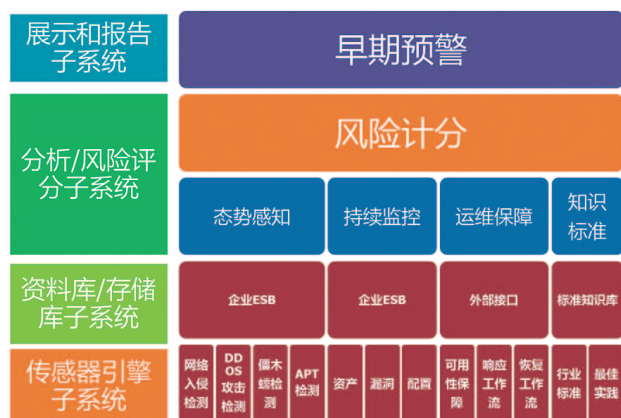 展示和报告
子系统
早期预警
分析/风险评
分子系统
风险计分
态势感知
持续监控
运维保障
知识
标准
资料库/存储
库子系统
企业ESB
企业ESB
外部接口
标准知识库
传感器引擎
子系统
网络
入侵
检测
DD
OS
攻击
检测
僵木
蠕检
测
APT
检测
资产
漏洞
配置
可用
性保
障
响应
工作
流
恢复
工作
流
行业
标准
最佳
实践